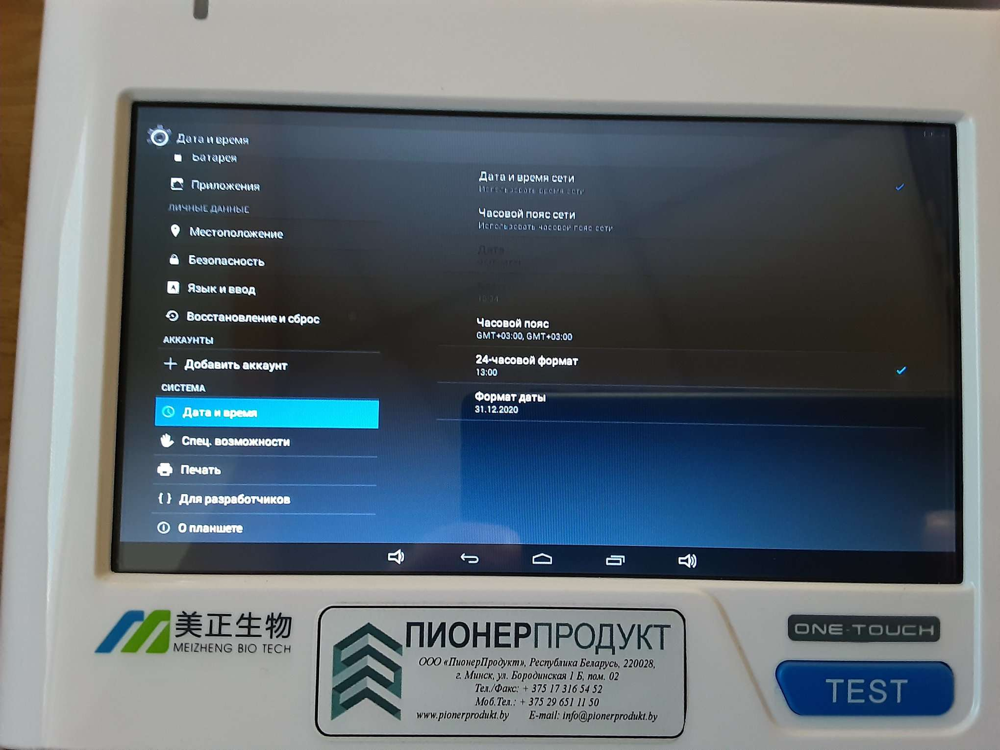 Дата и время
Батарея
Приложения
ЛИЧНЫЕ ДАННЫЕ
Местоположение
Безопасность
Язык и ввод
Восстановление и сброс
АККАУНТЫ
Добавить аккаунт
СИСТЕМА
Дата и время
Спец. возможности
Печать
{ } Для разработчиков
О планшете
Дата и время сети
Использовать время сети
Часовой пояс сети
Использовать часовой пояс сети
Дата
Часовой пояс
GMT+03:00, GMT+03:00
24-часовой формат
13:00
Формат даты
31.12.2020
美正生物
MEIZHENG BIO TECH
ПИОНЕРПРОДУКТ
ООО «ПионерПродукт», Республика Беларусь, 220028,
г. Минск, ул. Бородинская 1 Б, пом. 02
Тел./Факс: + 375 17 316 54 52
Моб.Тел.: + 375 29 651 11 50
www.pionerprodukt.by E-mail: info@pionerprodukt.by
ONE-TOUCH
TEST